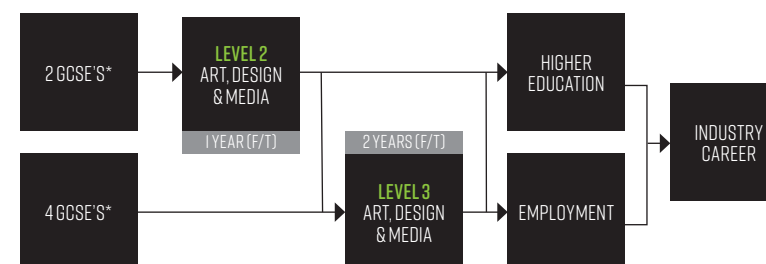 2 GCSE'S*
LEVEL 2
ART, DESIGN
& MEDIA
1 YEAR (F/T)
HIGHER
EDUCATION
INDUSTRY
CAREER
4 GCSE'S*
2 YEARS (F/T)
LEVEL 3
ART, DESIGN
& MEDIA
EMPLOYMENT